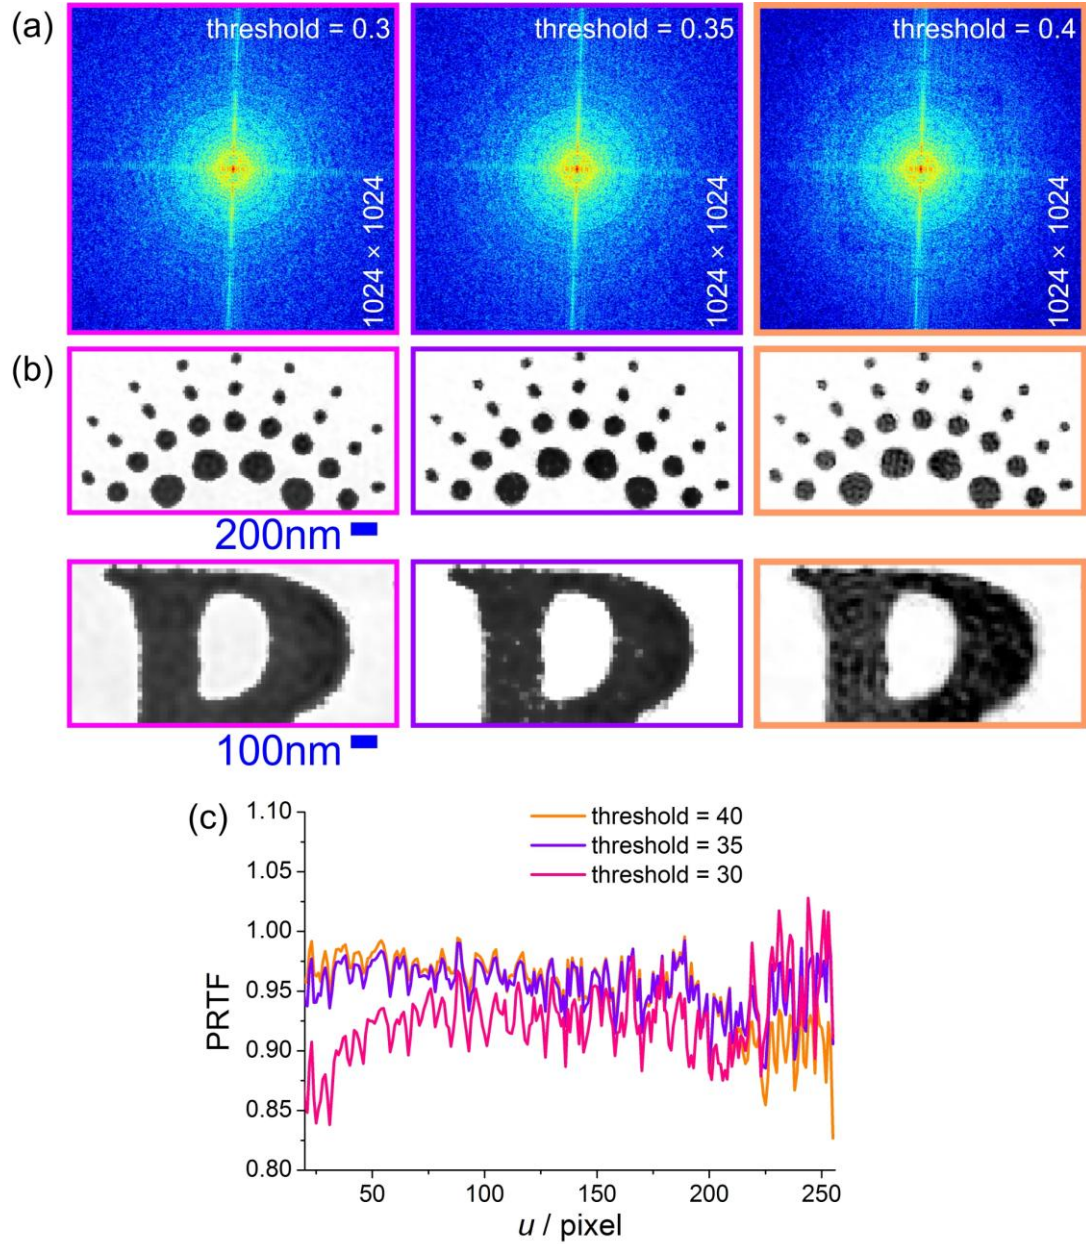 (a)
threshold = 0.3
threshold = 0.35
threshold = 0.4
1024 × 1024
1024 × 1024
1024 × 1024
(b)
200nm
100nm
(c)
threshold = 40
threshold = 35
threshold = 30
1.10
1.05
1.00
0.95
0.90
0.85
0.80
PRTF
50
100
150
200
250
u / pixel